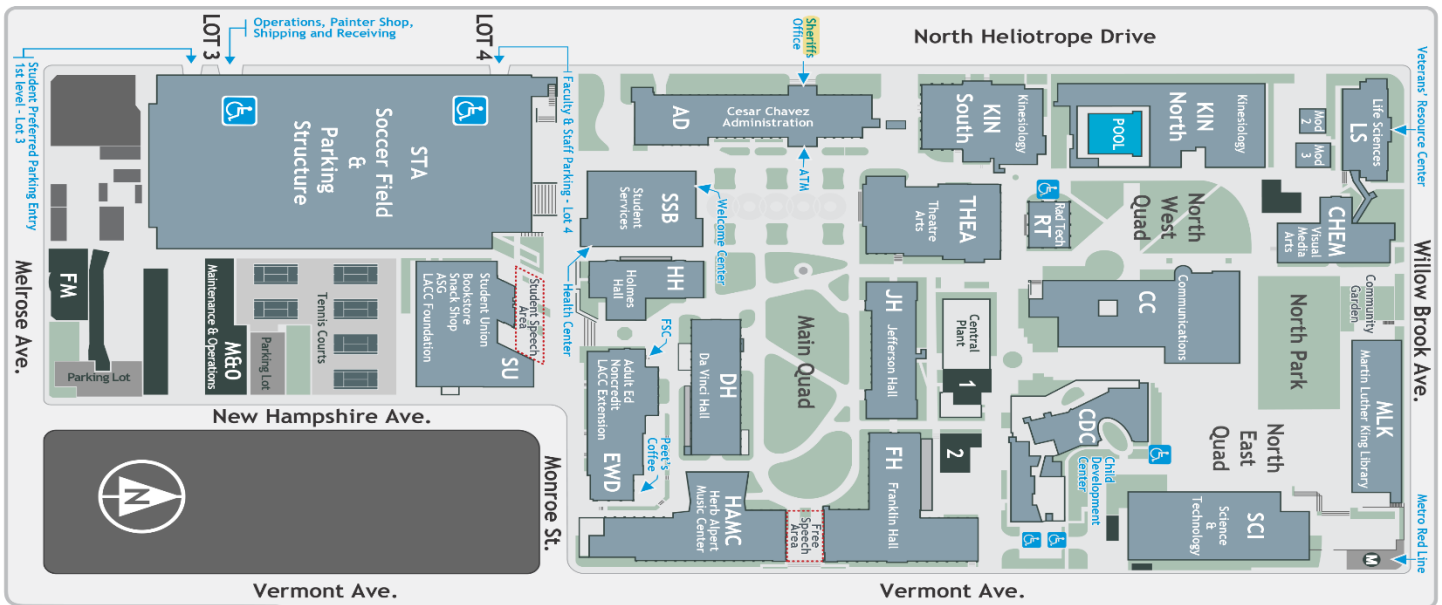 Operations, Painter Shop,
Shipping and Receiving
LOT 3
LOT 4
Student Preferred Parking Entry
1st level - Lot 3
Faculty & Staff Parking - Lot 4
Sheriffs
Office
North Heliotrope Drive
Veterans' Resource Center
STA
Soccer Field
&
Parking
Structure
AD
Cesar Chavez
Administration
ATM
KIN
South
Kinesiology
KIN
North
Kinesiology
POOL
Mod
2
Mod
3
Life Sciences
LS
SSB
Student
Services
Welcome Center
Health Center
THEA
Theatre
Arts
Rad Tech
RT
North
West
Quad
CHEM
Visual
Media
Arts
Willow Brook Ave.
Melrose Ave.
FM
Parking Lot
Maintenance & Operations
M&O
Parking Lot
Tennis Courts
Student Union
Bookstore
Snack Shop
ASG
LACC Foundation
SU
Student Speech
Area
HH
Holmes
Hall
FSC
Adult Ed
Noncredit
LACC Extension
EWD
Peet's
Coffee
DH
Da Vinci Hall
Main Quad
JH
Jefferson Hall
Central
Plant
1
2
CC
Communications
North Park
Community
Garden
MLK
Martin Luther King Library
New Hampshire Ave.
Monroe St.
N
HAMC
Herb Alpert
Music Center
Free
Speech
Area
FH
Franklin Hall
CDC
Child
Development
Center
North
East
Quad
SCI
Science
&
Technology
Metro Red Line
M
Vermont Ave.
Vermont Ave.